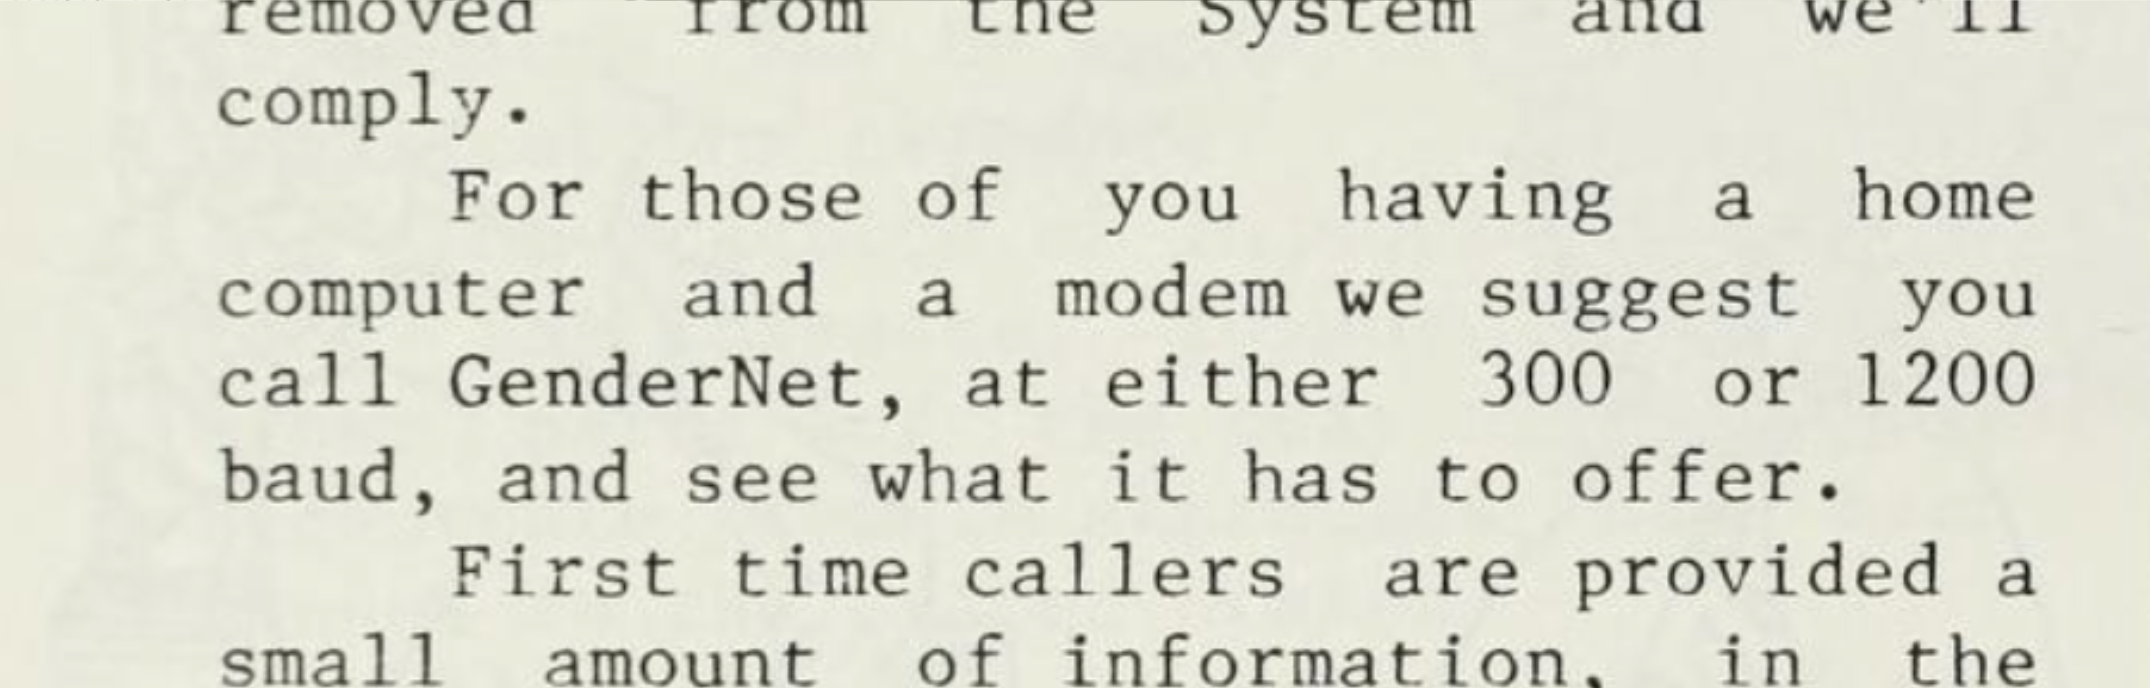 removed from the System and we'll
comply.
For those of you having a home
computer and a modem we suggest you
call GenderNet, at either 300 or 1200
baud, and see what it has to offer.
First time callers are provided a
small amount of information, in the